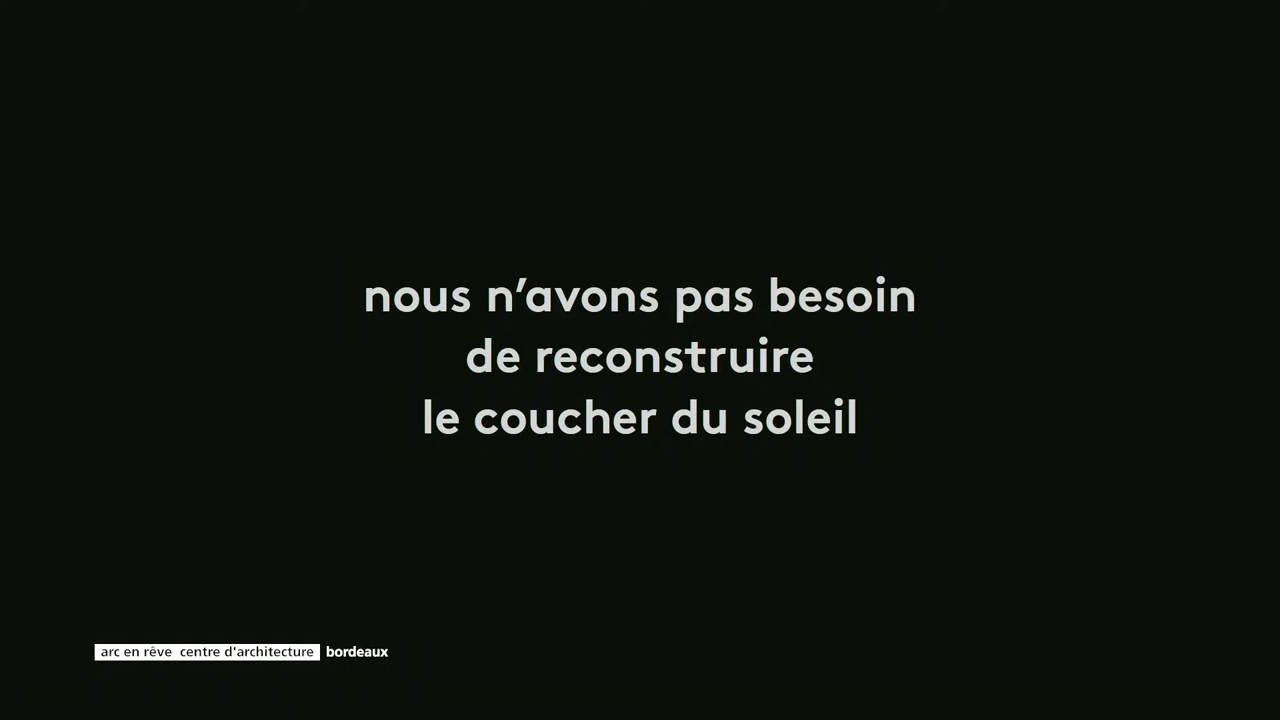 nous n’avons pas besoin
de reconstruire
le coucher du soleil
arc en rêve centre d'architecture bordeaux